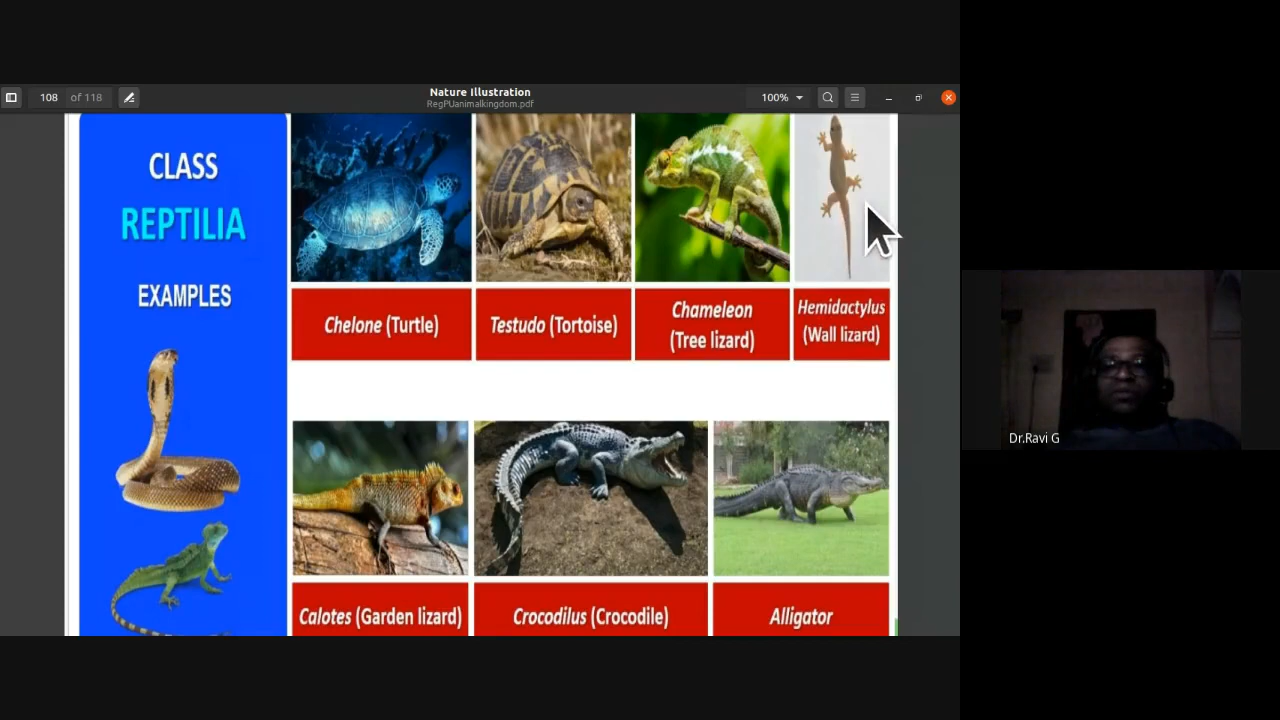 108 of 118
Nature Illustration
RegPUanimalkingdom.pdf
100%
CLASS
REPTILIA
EXAMPLES
Chelone (Turtle)
Testudo (Tortoise)
Chameleon
(Tree lizard)
Hemidactylus
(Wall lizard)
Calotes (Garden lizard)
Crocodilus (Crocodile)
Alligator
Dr.Ravi G